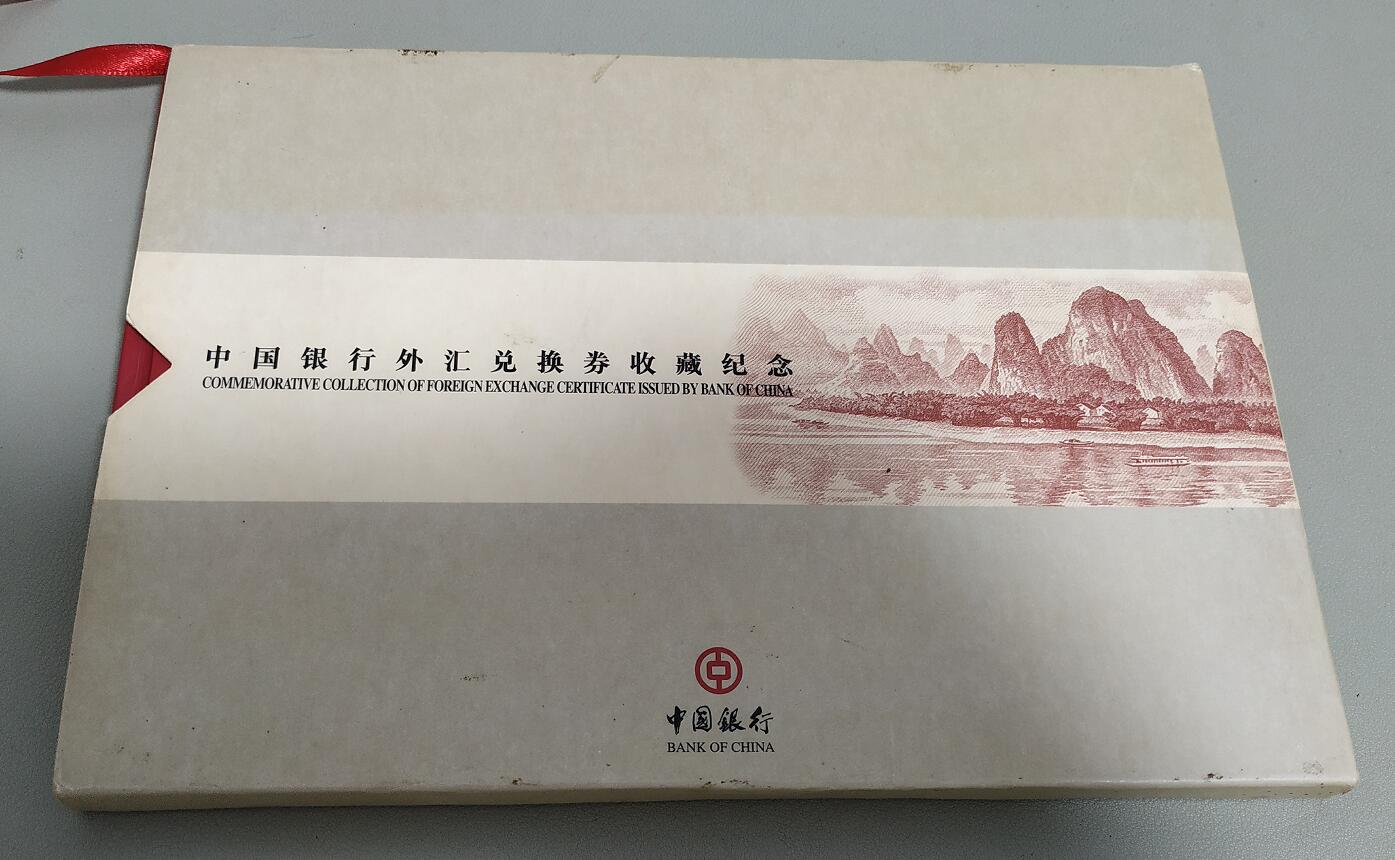 中国银行外汇兑换券收藏纪念
COMMEMORATIVE COLLECTION OF FOREIGN EXCHANGE CERTIFICATE ISSUED BY BANK OF CHINA
中国銀行
BANK OF CHINA